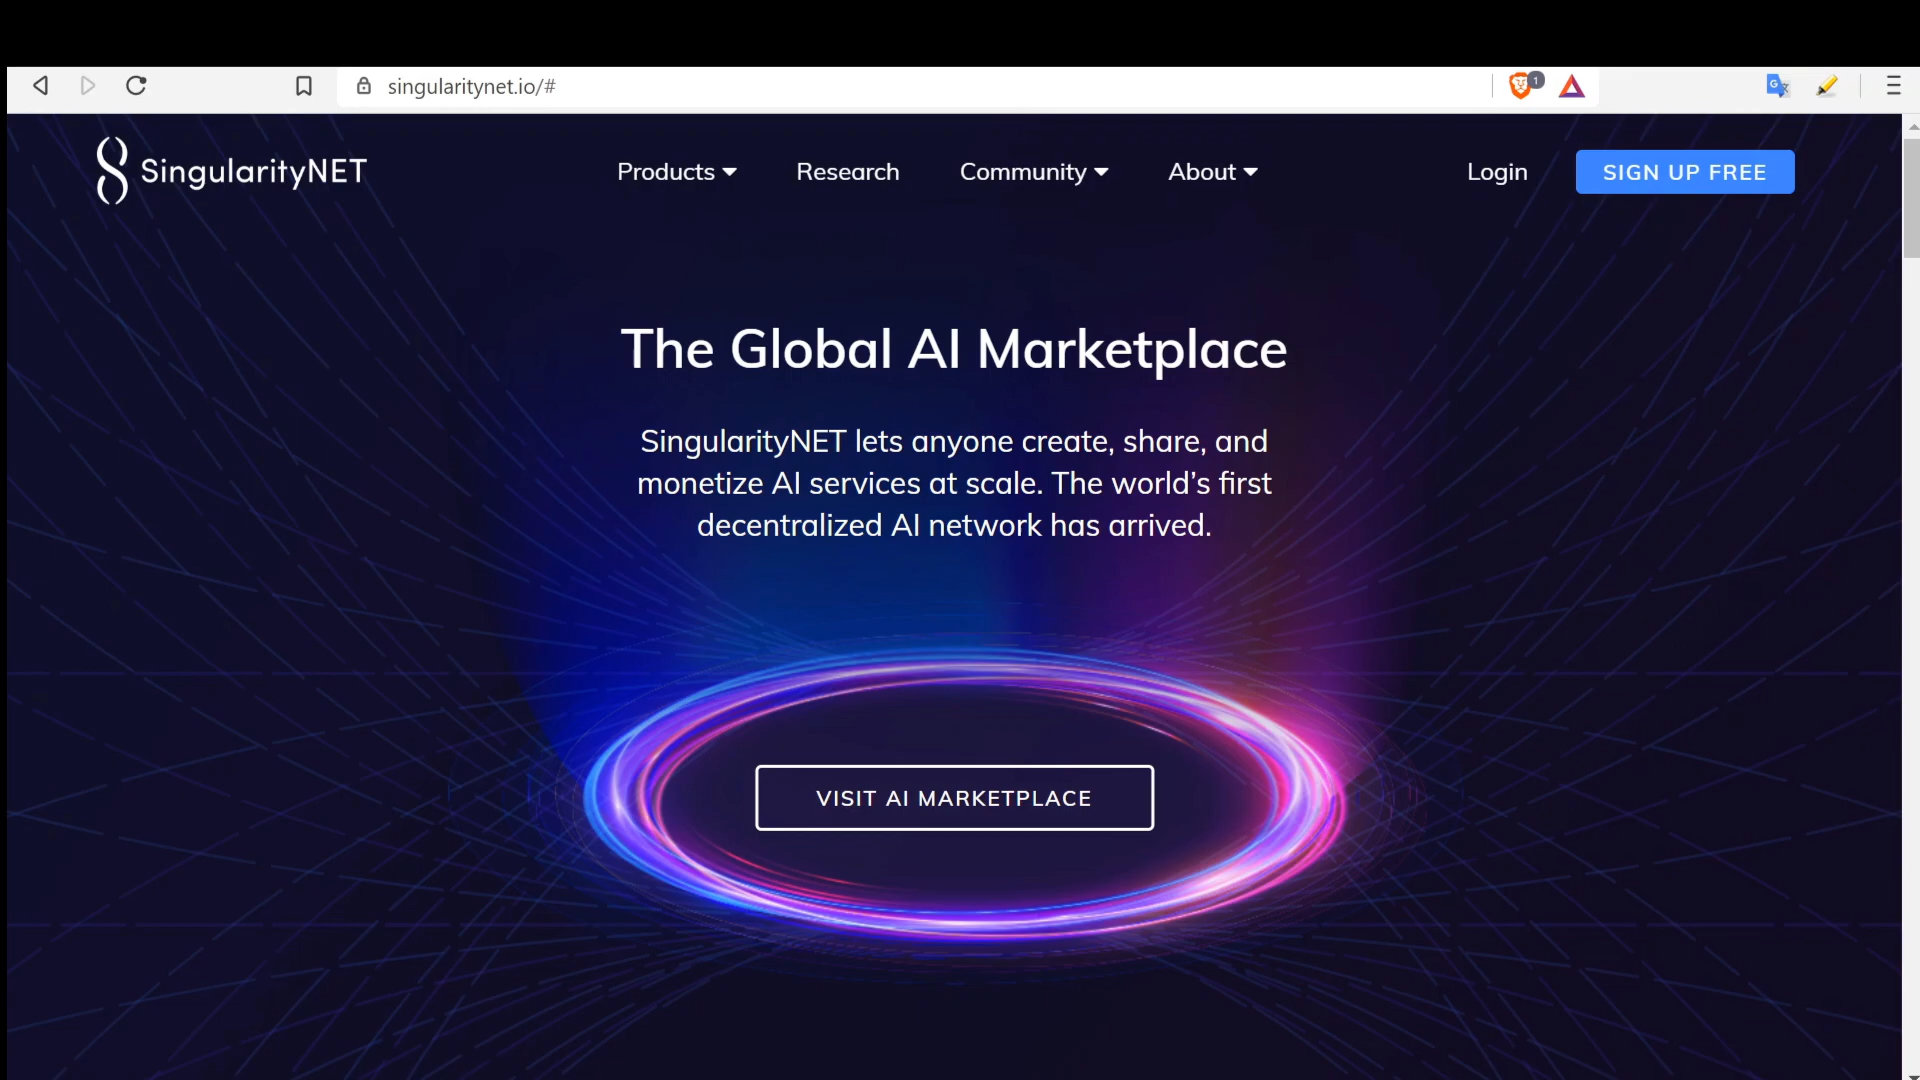 singularitynet.io/#
1
SingularityNET
Products
Research
Community
About
Login
SIGN UP FREE
The Global AI Marketplace
SingularityNET lets anyone create, share, and
monetize AI services at scale. The world’s first
decentralized AI network has arrived.
VISIT AI MARKETPLACE